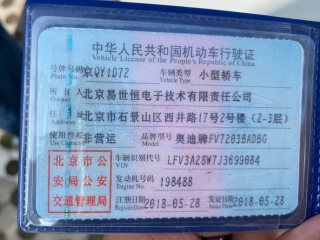 中华人民共和国机动车行驶证
Vehicle License of the People's Republic of China
号牌号码 京QY1D72 车辆类型 小型轿车
Plate No. Vehicle Type
所有人 北京易世恒电子技术有限责任公司
Owner
住址 北京市石景山区西井路17号2号楼(2-3层)
Address
使用性质 非营运 品牌型号 奥迪牌FV7203BADBG
Model
北京市公安局公安交通管理局
车辆识别代号 LFV3A28W7J3699084
VIN
发动机号码 198488
Engine No.
注册日期 2018-05-28 发证日期 2018-05-28
Register Date Issue Date